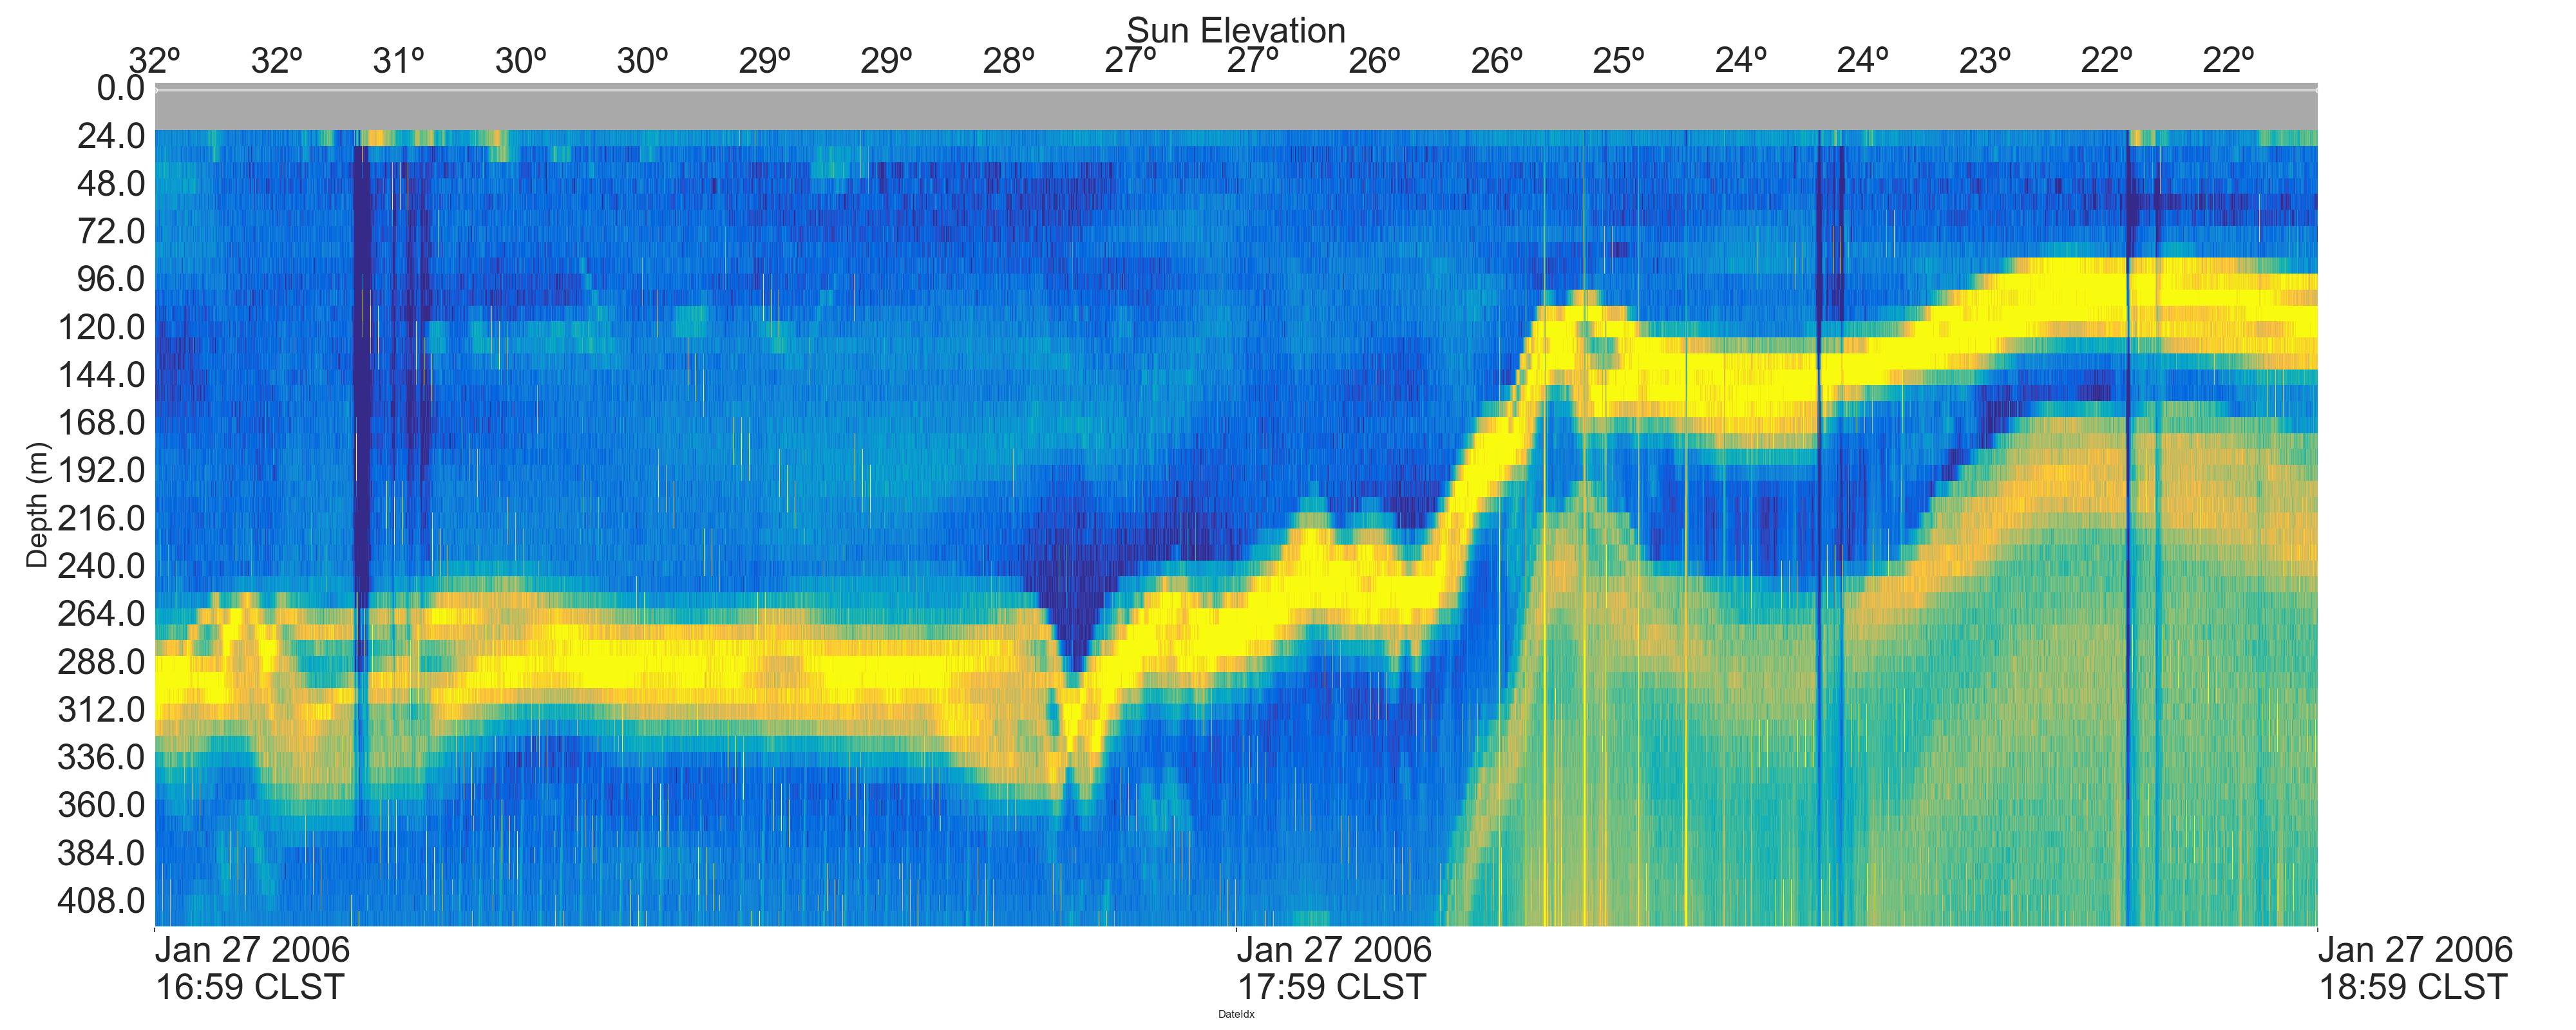 Sun Elevation
32º 32º 31º 30º 30º 29º 29º 28º 27º 27º 26º 26º 25º 24º 24º 23º 22º 22º
0.0
24.0
48.0
72.0
96.0
120.0
144.0
168.0
192.0
216.0
240.0
264.0
288.0
312.0
336.0
360.0
384.0
408.0
Depth (m)
Jan 27 2006
16:59 CLST
Jan 27 2006
17:59 CLST
Jan 27 2006
18:59 CLST
DateIdx